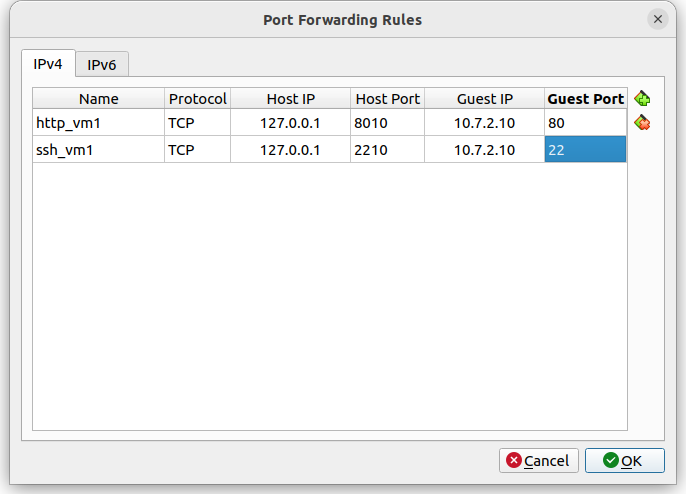 Port Forwarding Rules
IPv4 IPv6
Name Protocol Host IP Host Port Guest IP Guest Port
http_vm1 TCP 127.0.0.1 8010 10.7.2.10 80
ssh_vm1 TCP 127.0.0.1 2210 10.7.2.10 22
Cancel OK